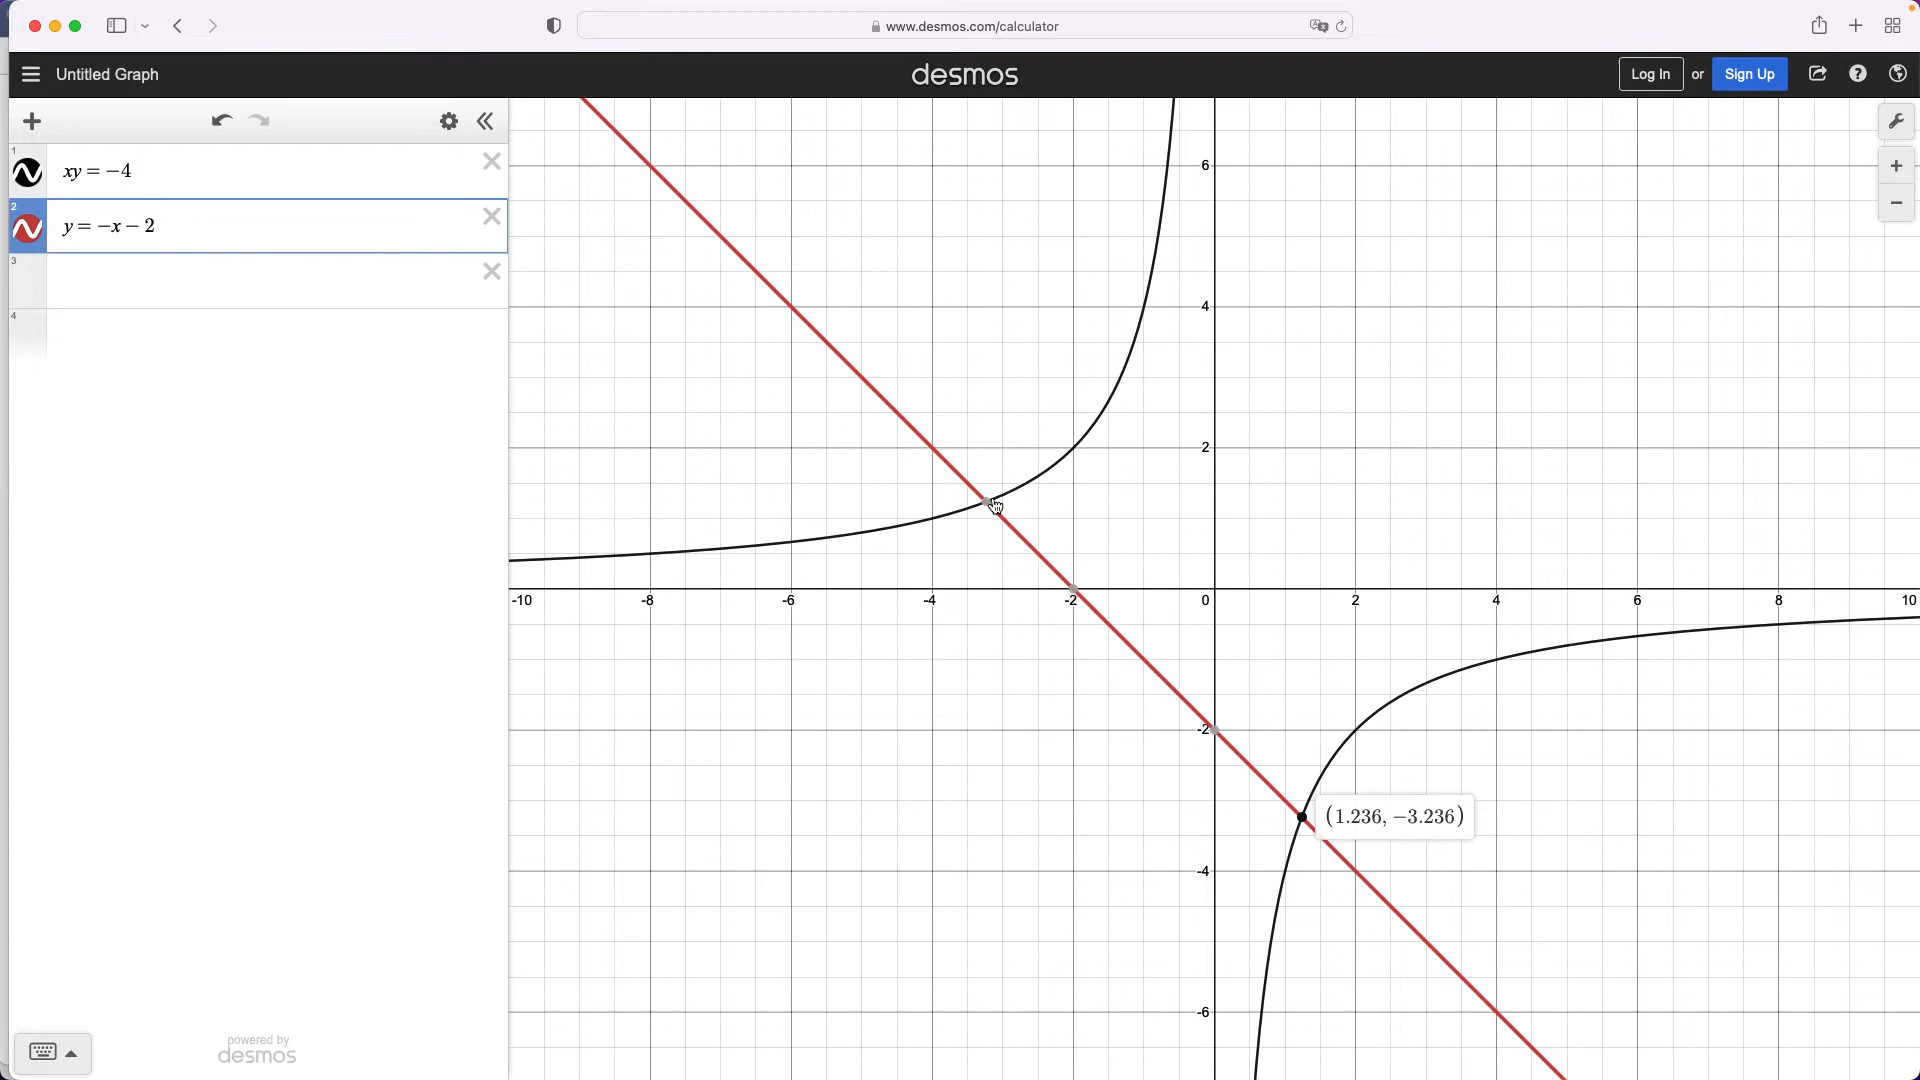 www.desmos.com/calculator
Untitled Graph
desmos
Log In or Sign Up
1
xy = −4
2
y = −x − 2
3
4
6
4
2
-10 -8 -6 -4 -2 0 2 4 6 8 10
-2
(1.236, −3.236)
-4
-6
powered by
desmos